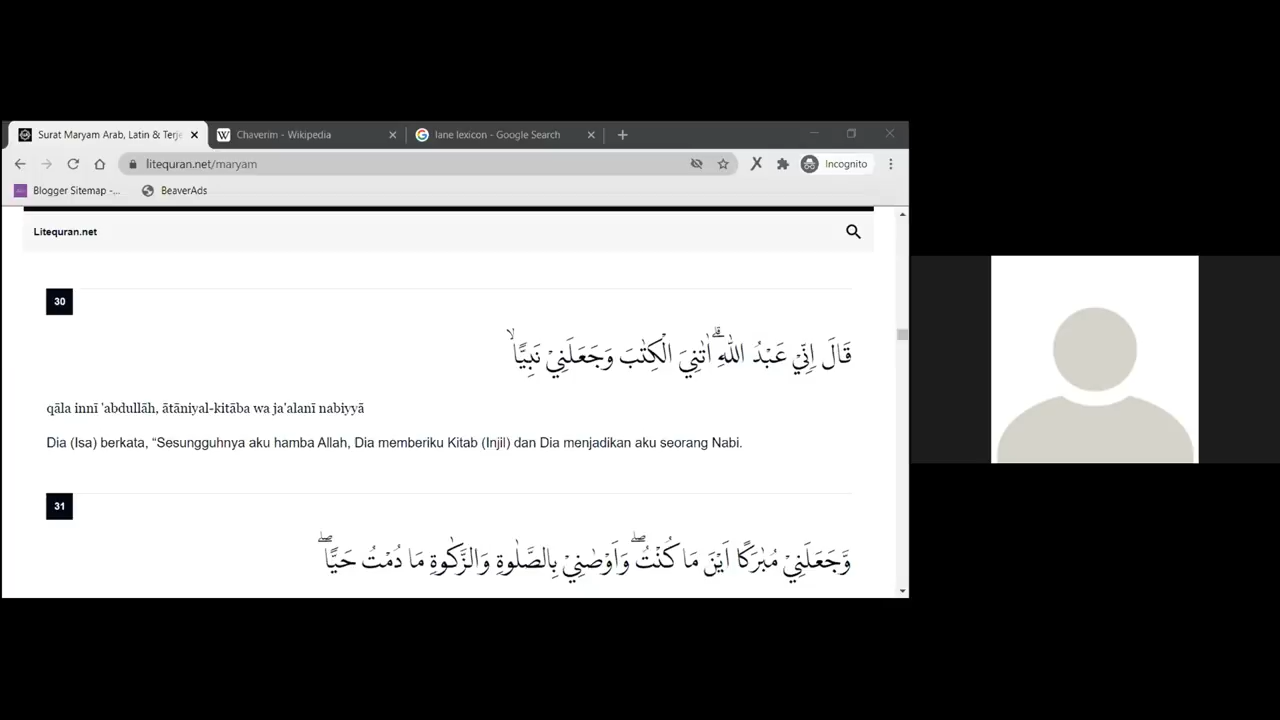 Surat Maryam Arab, Latin & Terje
Chaverim - Wikipedia
lane lexicon - Google Search
litequran.net/maryam
Incognito
Blogger Sitemap -...
BeaverAds
Litequran.net
30
قَالَ اِنِّيْ عَبْدُ اللّٰهِ ۗاٰتٰنِيَ الْكِتٰبَ وَجَعَلَنِيْ نَبِيًّا ۙ
qāla innī 'abdullāh, ātāniyal-kitāba wa ja'alanī nabiyyā
Dia (Isa) berkata, “Sesungguhnya aku hamba Allah, Dia memberiku Kitab (Injil) dan Dia menjadikan aku seorang Nabi.
31
وَّجَعَلَنِيْ مُبٰرَكًا اَيْنَ مَا كُنْتُۖ وَاَوْصٰنِيْ بِالصَّلٰوةِ وَالزَّكٰوةِ مَا دُمْتُ حَيًّا ۖ